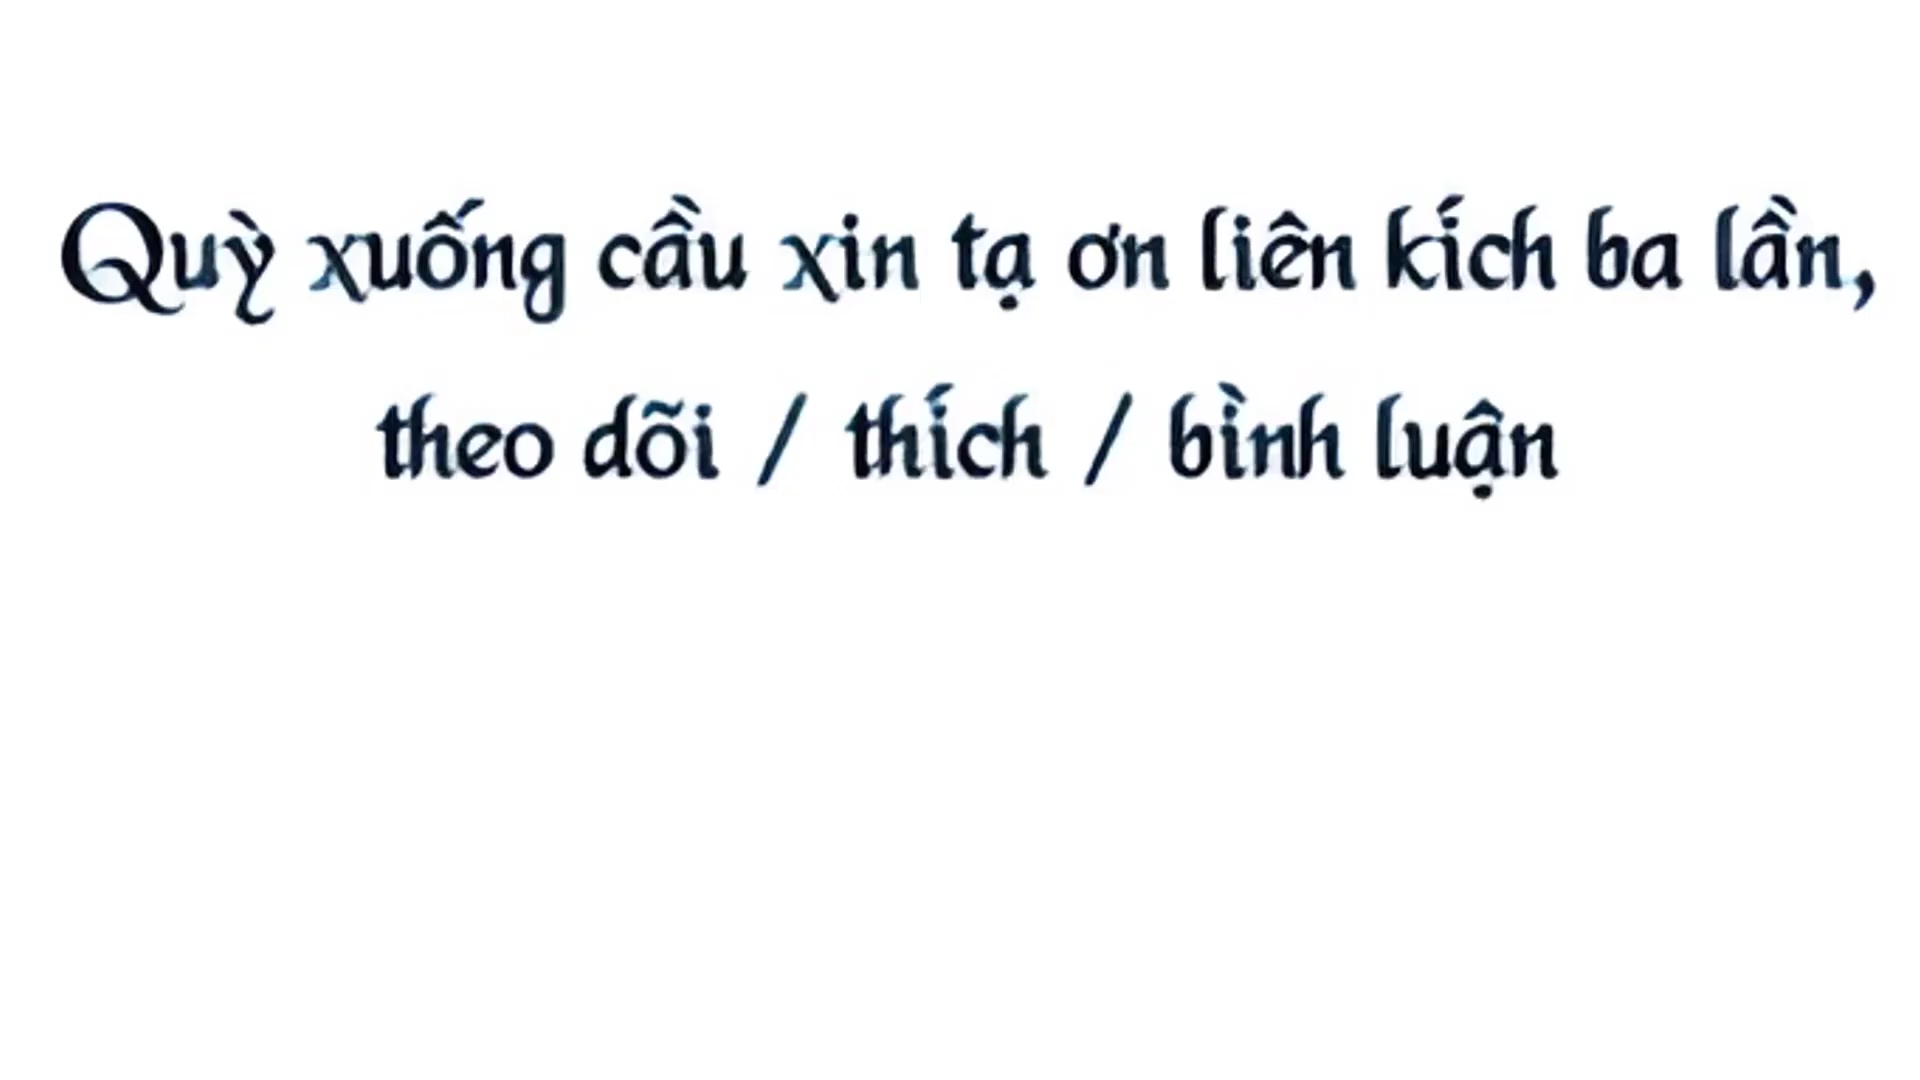 Quỳ xuống cầu xin tạ ơn liên kích ba lần,
theo dõi / thích / bình luận